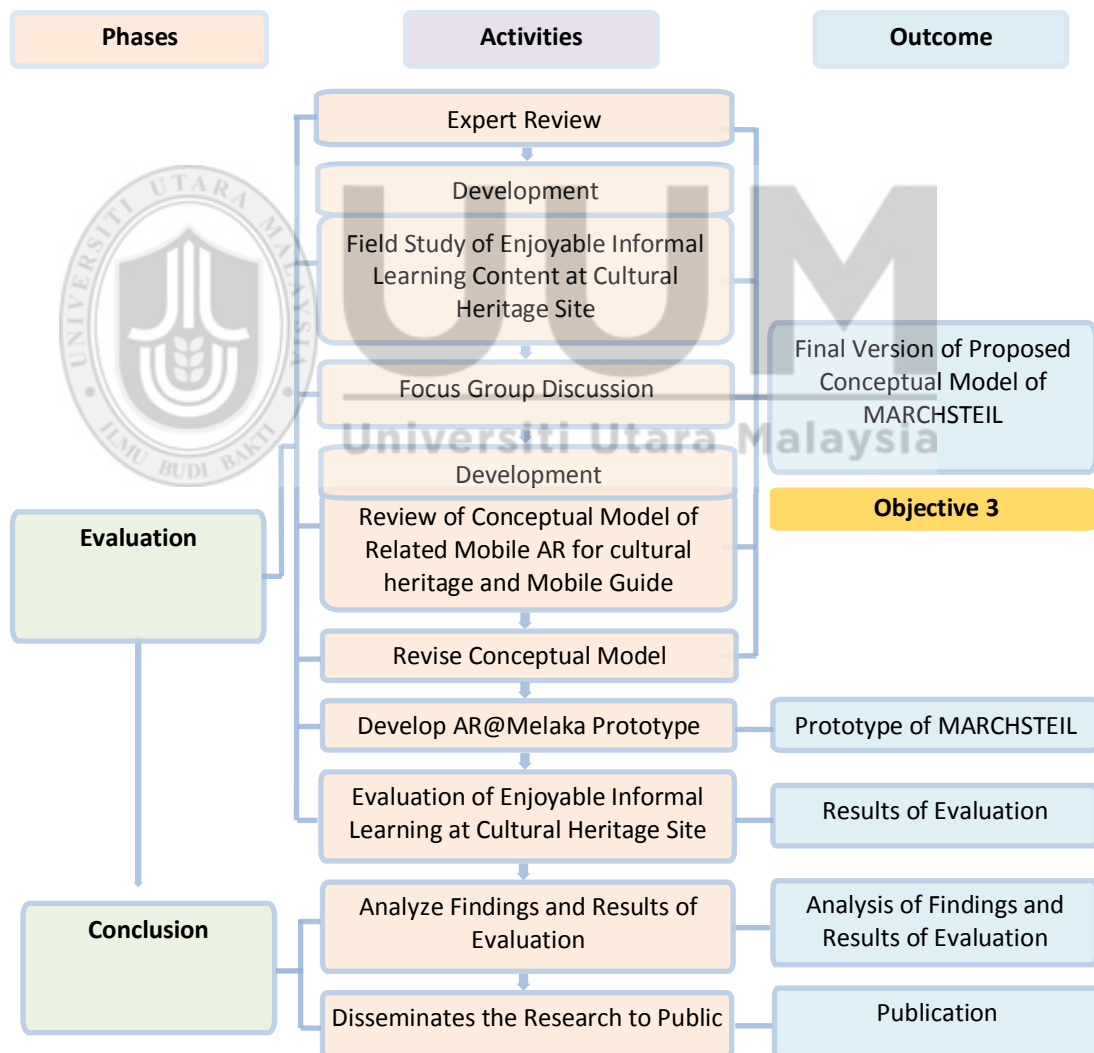 Phases
Activities
Outcome
Expert Review
Development
Field Study of Enjoyable Informal
Learning Content at Cultural
Heritage Site
Focus Group Discussion
Development
Review of Conceptual Model of
Related Mobile AR for cultural
heritage and Mobile Guide
Revise Conceptual Model
Develop AR@Melaka Prototype
Evaluation of Enjoyable Informal
Learning at Cultural Heritage Site
Analyze Findings and Results of
Evaluation
Disseminates the Research to Public
Final Version of Proposed
Conceptual Model of
MARCHSTEIL
Objective 3
Prototype of MARCHSTEIL
Results of Evaluation
Analysis of Findings and
Results of Evaluation
Publication
Evaluation
Conclusion
UNIVERSITI UTARA MALAYSIA
ILMU BUDI BAKTI
UUM
Universiti Utara Malaysia